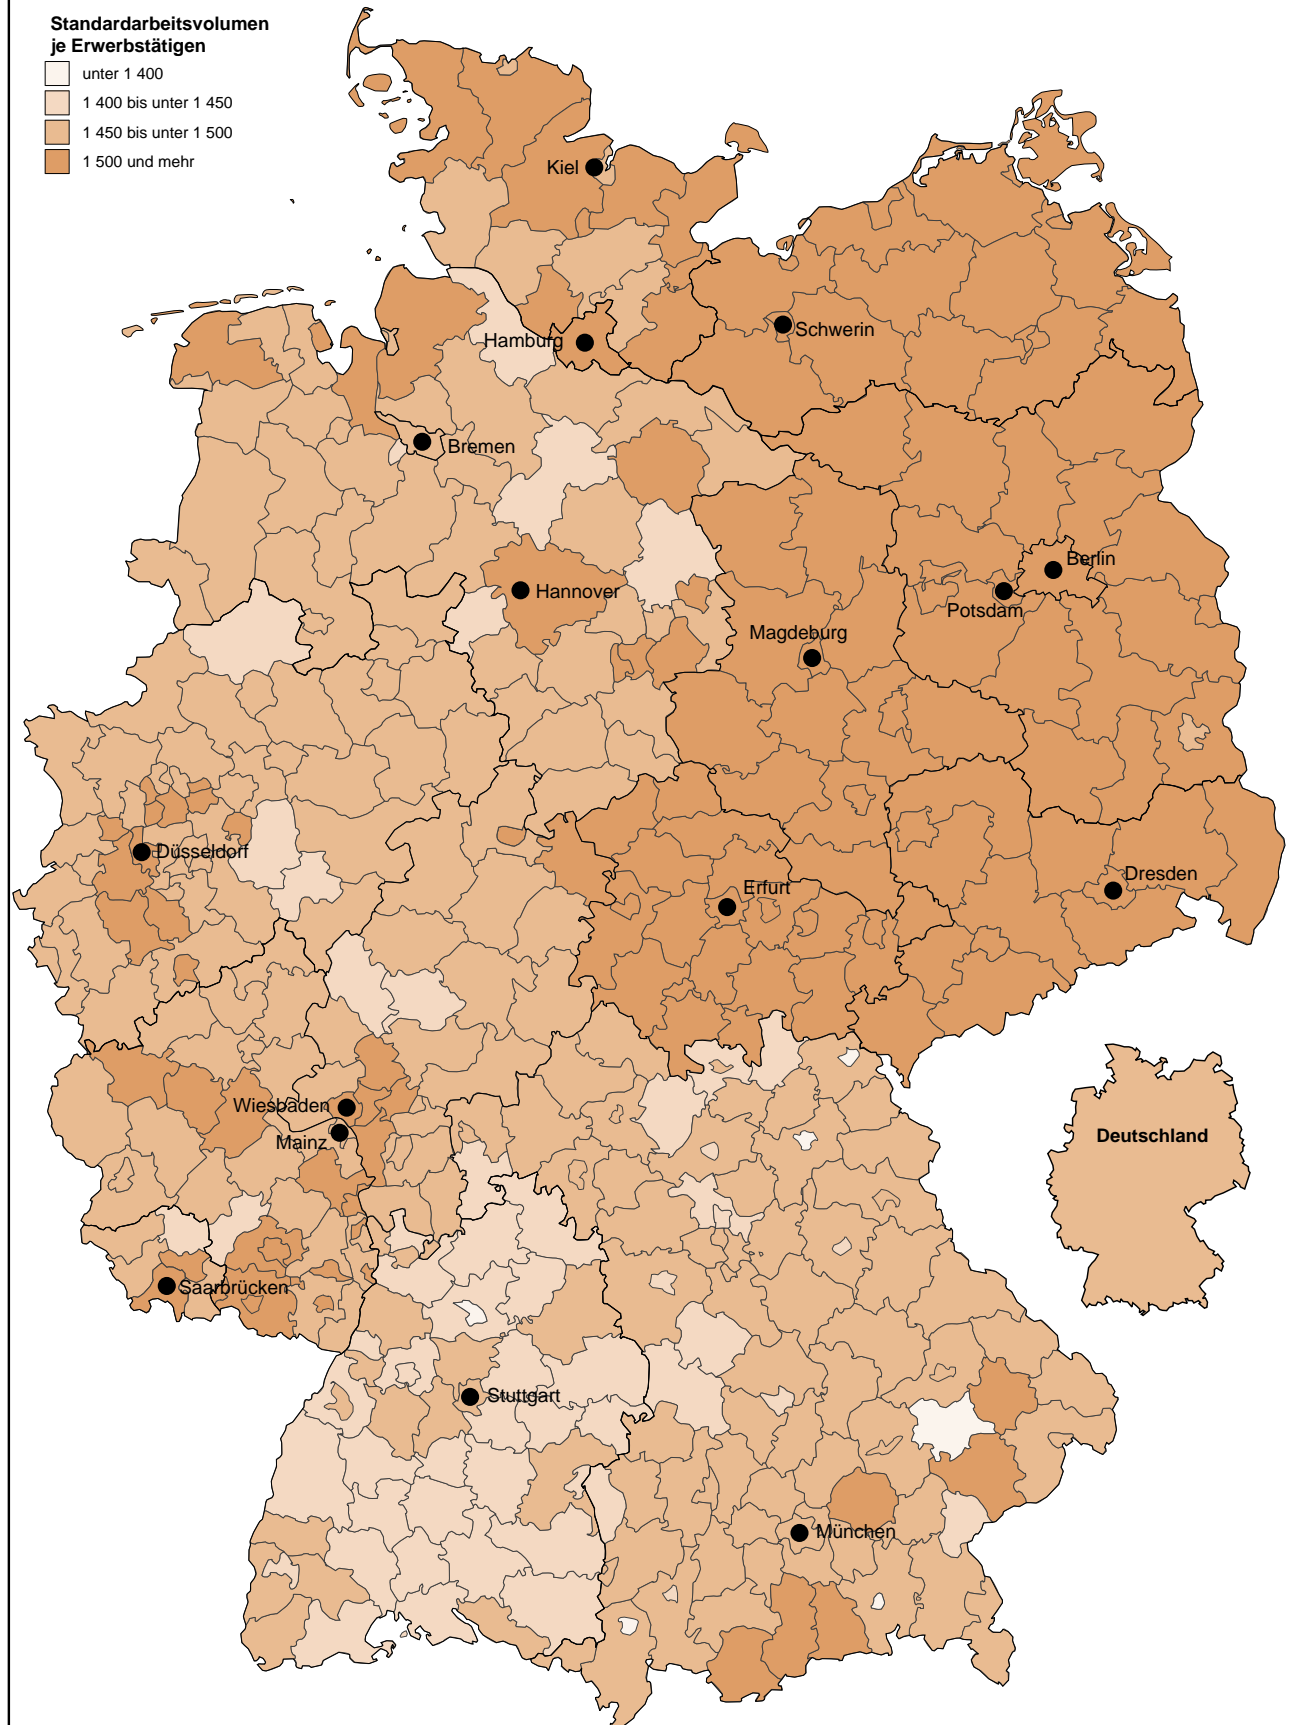 Standardarbeitsvolumen
je Erwerbstätigen
unter 1 400
1 400 bis unter 1 450
1 450 bis unter 1 500
1 500 und mehr
Kiel
Schwerin
Hamburg
Bremen
Berlin
Hannover
Potsdam
Magdeburg
Düsseldorf
Dresden
Erfurt
Wiesbaden
Mainz
Deutschland
Saarbrücken
Stuttgart
München